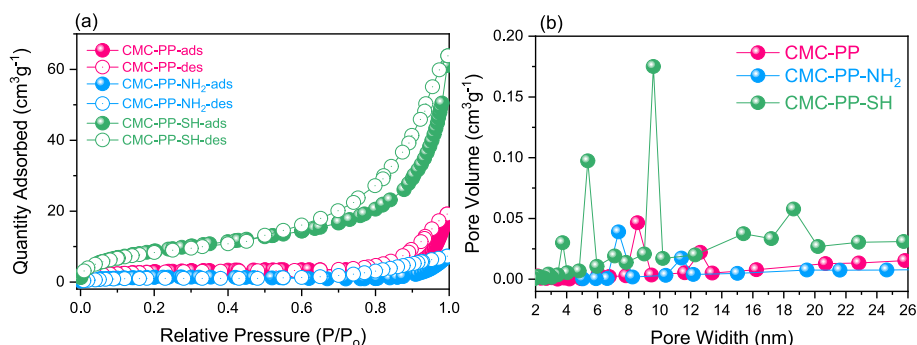 (a)
Quantity Adsorbed (cm³g⁻¹)
60
40
20
0
CMC-PP-ads
CMC-PP-des
CMC-PP-NH₂-ads
CMC-PP-NH₂-des
CMC-PP-SH-ads
CMC-PP-SH-des
0.0 0.2 0.4 0.6 0.8 1.0
Relative Pressure (P/Pₒ)
(b)
Pore Volume (cm³g⁻¹)
0.20
0.15
0.10
0.05
0.00
CMC-PP
CMC-PP-NH₂
CMC-PP-SH
2 4 6 8 10 12 14 16 18 20 22 24 26
Pore Widith (nm)